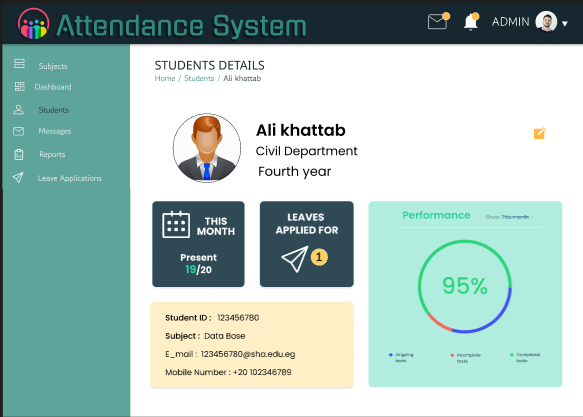 Attendance System
ADMIN
Subjects
Dashboard
Students
Messages
Reports
Leave Applications
STUDENTS DETAILS
Home / Students / Ali khattab
Ali khattab
Civil Department
Fourth year
THIS
MONTH
Present
19/20
LEAVES
APPLIED FOR
1
Performance
Show: This month
95%
Ongoing
tasks
Incomplete
tasks
Completed
tasks
Student ID : 123456780
Subject : Data Base
E_mail : 123456780@sha.edu.eg
Mobile Number : +20 102346789